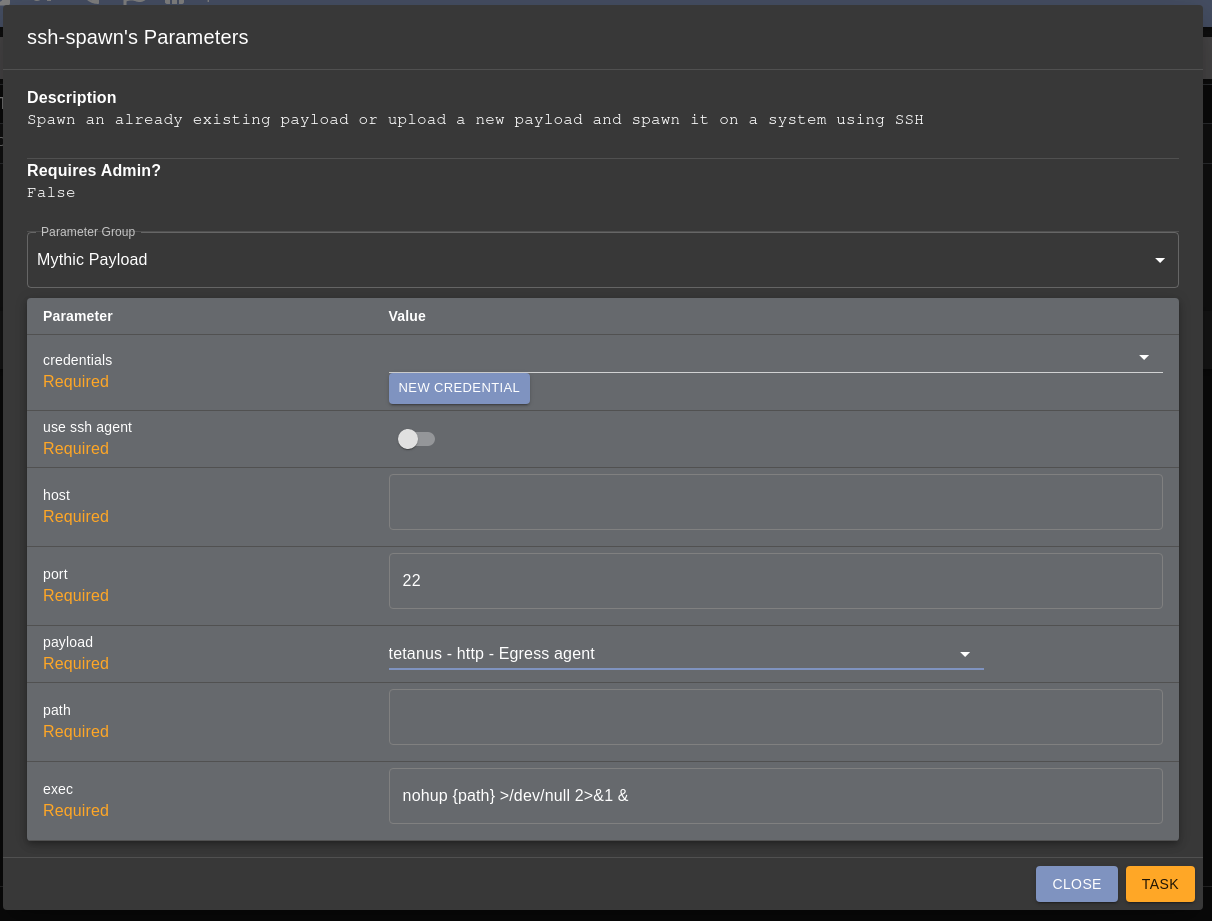 ssh-spawn's Parameters
Description
Spawn an already existing payload or upload a new payload and spawn it on a system using SSH
Requires Admin?
False
Parameter Group
Mythic Payload
Parameter Value
credentials
Required
NEW CREDENTIAL
use ssh agent
Required
host
Required
port
Required
22
payload
Required
tetanus - http - Egress agent
path
Required
exec
Required
nohup {path} >/dev/null 2>&1 &
CLOSE TASK